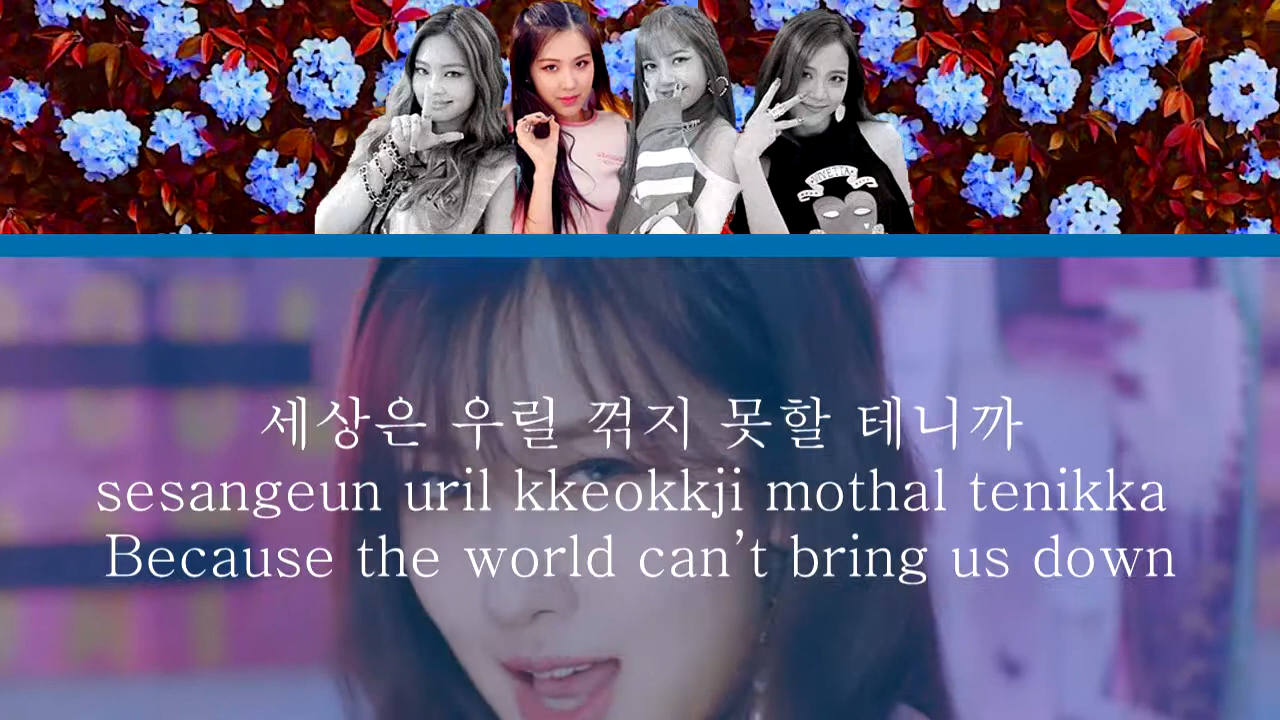 VIVETTA
세상은 우릴 꺾지 못할 테니까
sesangeun uril kkeokkji mothal tenikka
Because the world can’t bring us down